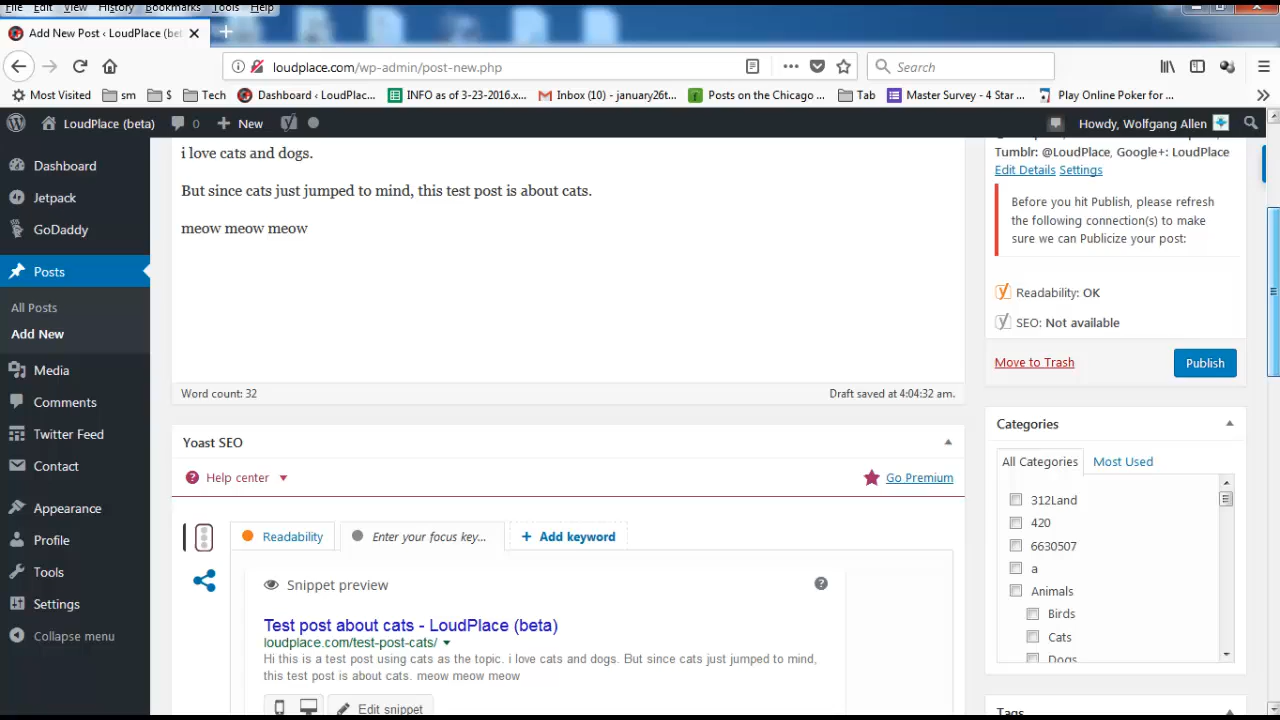 File Edit View History Bookmarks Tools Help
Add New Post ‹ LoudPlace (be
loudplace.com/wp-admin/post-new.php
Search
Most Visited sm $ Tech Dashboard ‹ LoudPlac... INFO as of 3-23-2016.x... Inbox (10) - january26t... Posts on the Chicago ... Tab Master Survey - 4 Star ... Play Online Poker for...
LoudPlace (beta) 0 New Howdy, Wolfgang Allen
Dashboard
Jetpack
GoDaddy
Posts
All Posts
Add New
Media
Comments
Twitter Feed
Contact
Appearance
Profile
Tools
Settings
Collapse menu
i love cats and dogs.
But since cats just jumped to mind, this test post is about cats.
meow meow meow
Word count: 32 Draft saved at 4:04:32 am.
Yoast SEO
Help center Go Premium
Readability Enter your focus key... + Add keyword
Snippet preview
Test post about cats - LoudPlace (beta)
loudplace.com/test-post-cats/
Hi this is a test post using cats as the topic. i love cats and dogs. But since cats just jumped to mind,
this test post is about cats. meow meow meow
Edit snippet
Tumblr: @LoudPlace, Google+: LoudPlace
Edit Details Settings
Before you hit Publish, please refresh
the following connection(s) to make
sure we can Publicize your post:
Readability: OK
SEO: Not available
Move to Trash Publish
Categories
All Categories Most Used
312Land
420
6630507
a
Animals
Birds
Cats
Dogs
Tags